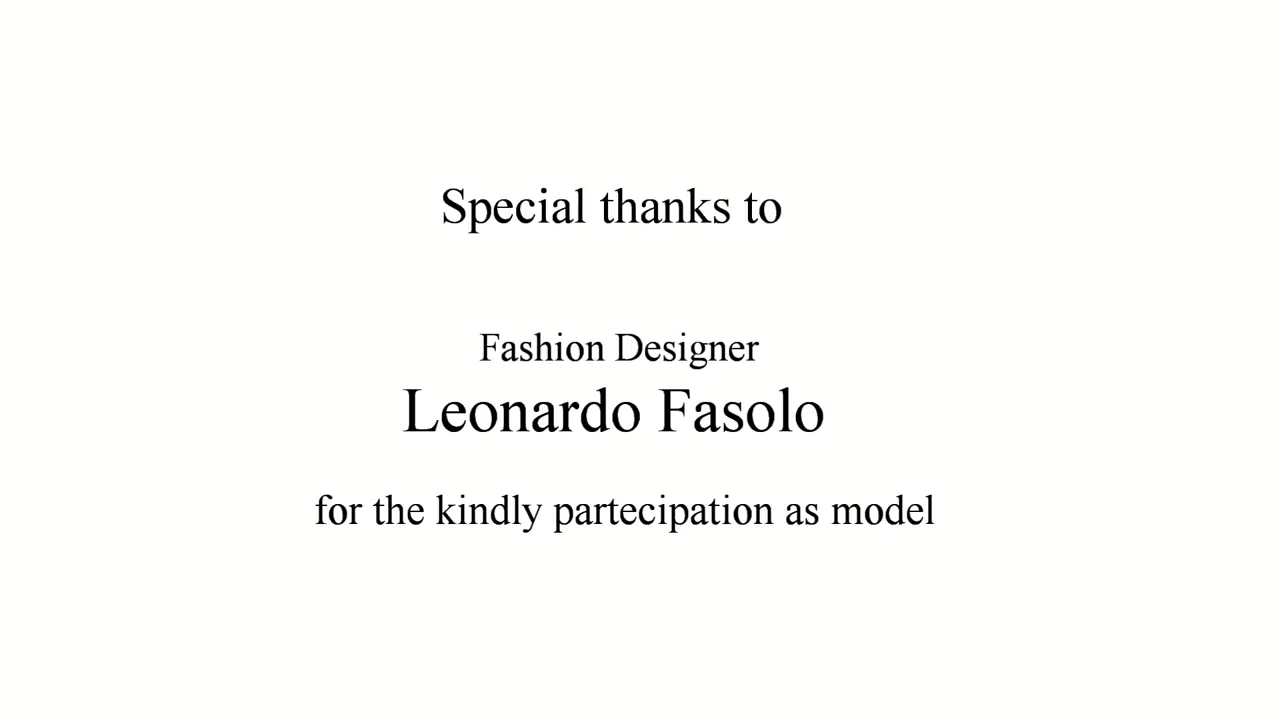 Special thanks to
Fashion Designer
Leonardo Fasolo
for the kindly partecipation as model